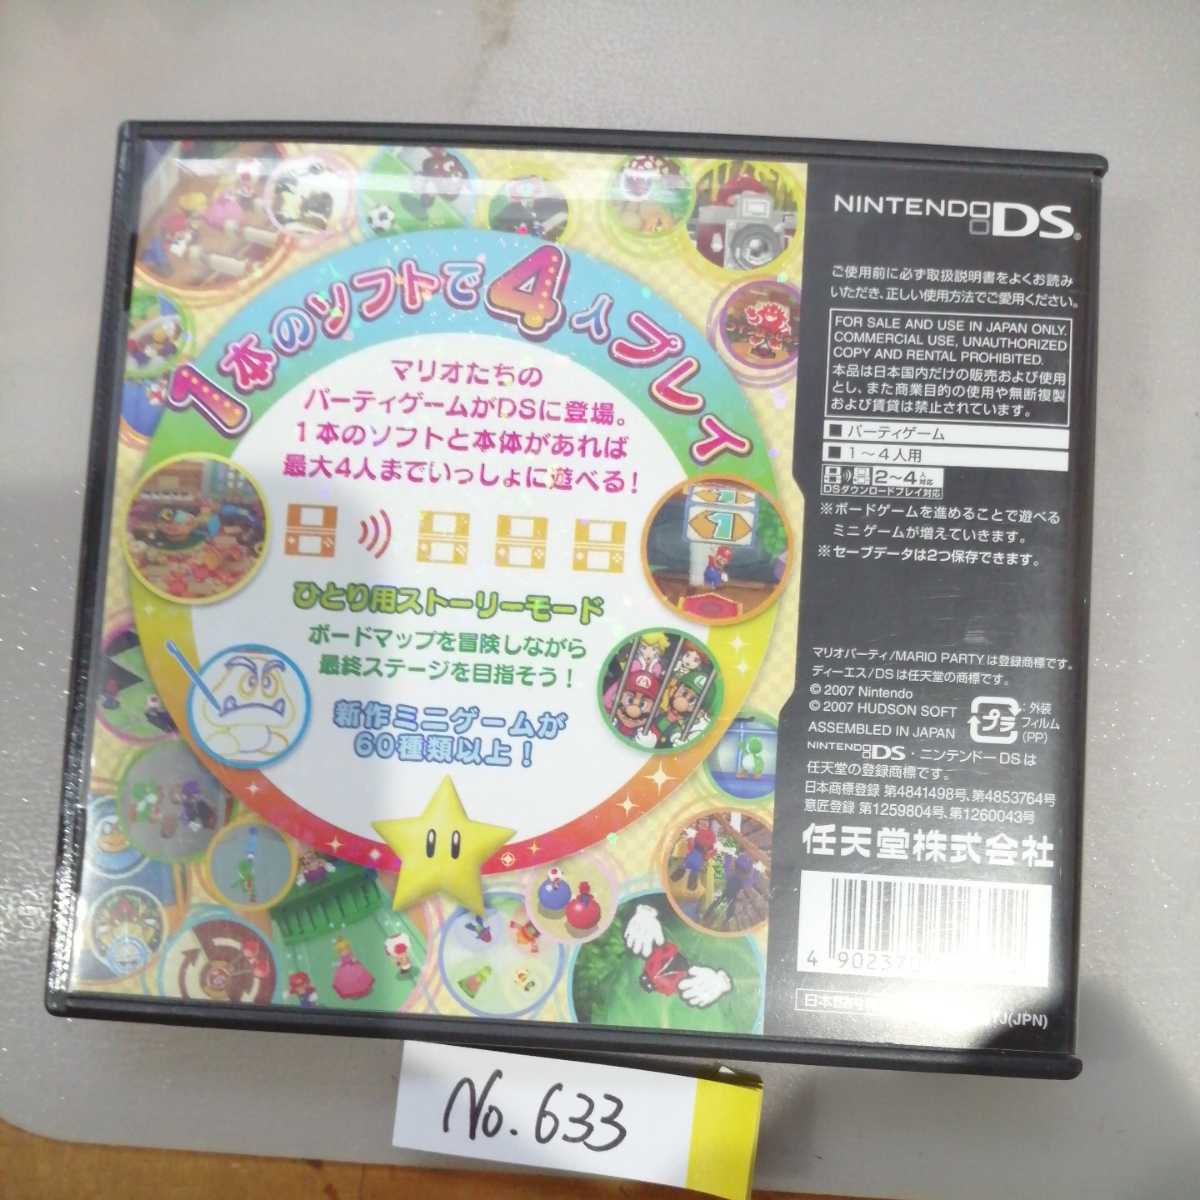 1本のソフトで4人プレイ
マリオたちの
パーティゲームがDSに登場。
1本のソフトと本体があれば
最大4人までいっしょに遊べる!
ひとり用ストーリーモード
ボードマップを冒険しながら
最終ステージを目指そう!
新作ミニゲームが
60種類以上!
NINTENDO DS®
ご使用前に必ず取扱説明書をよくお読み
いただき、正しい使用方法でご愛用ください。
FOR SALE AND USE IN JAPAN ONLY.
COMMERCIAL USE, UNAUTHORIZED
COPY AND RENTAL PROHIBITED.
本品は日本国内だけの販売および使用
とし、また商業目的の使用や無断複製
および賃貸は禁止されています。
■ パーティゲーム
■ 1~4人用
2~4人対応
DSダウンロードプレイ対応
※ボードゲームを進めることで遊べる
ミニゲームが増えていきます。
※セーブデータは2つ保存できます。
マリオパーティ/MARIO PARTY は登録商標です。
ディーエス/DSは任天堂の商標です。
© 2007 Nintendo
© 2007 HUDSON SOFT
ASSEMBLED IN JAPAN
プラ
:外装
フィルム
(PP)
NINTENDO DS・ニンテンドーDSは
任天堂の登録商標です。
日本商標登録 第4841498号、第4853764号
意匠登録 第1259804号、第1260043号
任天堂株式会社
4 90237
日本
J(JPN)
No.633